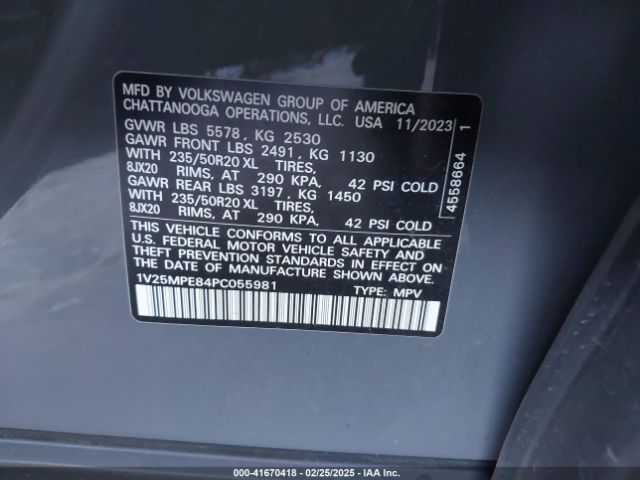 MFD BY VOLKSWAGEN GROUP OF AMERICA
CHATTANOOGA OPERATIONS, LLC. USA 11/2023
GVWR LBS 5578, KG 2530
GAWR FRONT LBS 2491, KG 1130
WITH 235/50R20 XL TIRES,
8JX20 RIMS, AT 290 KPA, 42 PSI COLD
GAWR REAR LBS 3197, KG 1450
WITH 235/50R20 XL TIRES,
8JX20 RIMS, AT 290 KPA, 42 PSI COLD
THIS VEHICLE CONFORMS TO ALL APPLICABLE
U.S. FEDERAL MOTOR VEHICLE SAFETY AND
THEFT PREVENTION STANDARDS IN EFFECT ON
THE DATE OF MANUFACTURE SHOWN ABOVE.
1V25MPE84PC055981 TYPE: MPV
4558664 1
000-41670418 - 02/25/2025 - IAA Inc.